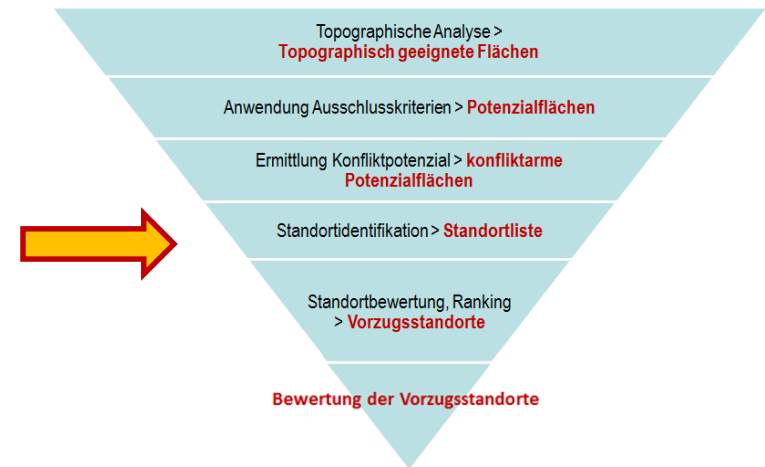 Topographische Analyse >
Topographisch geeignete Flächen
Anwendung Ausschlusskriterien > Potenzialflächen
Ermittlung Konfliktpotenzial > konfliktarme
Potenzialflächen
Standortidentifikation > Standortliste
Standortbewertung, Ranking
> Vorzugsstandorte
Bewertung der Vorzugsstandorte